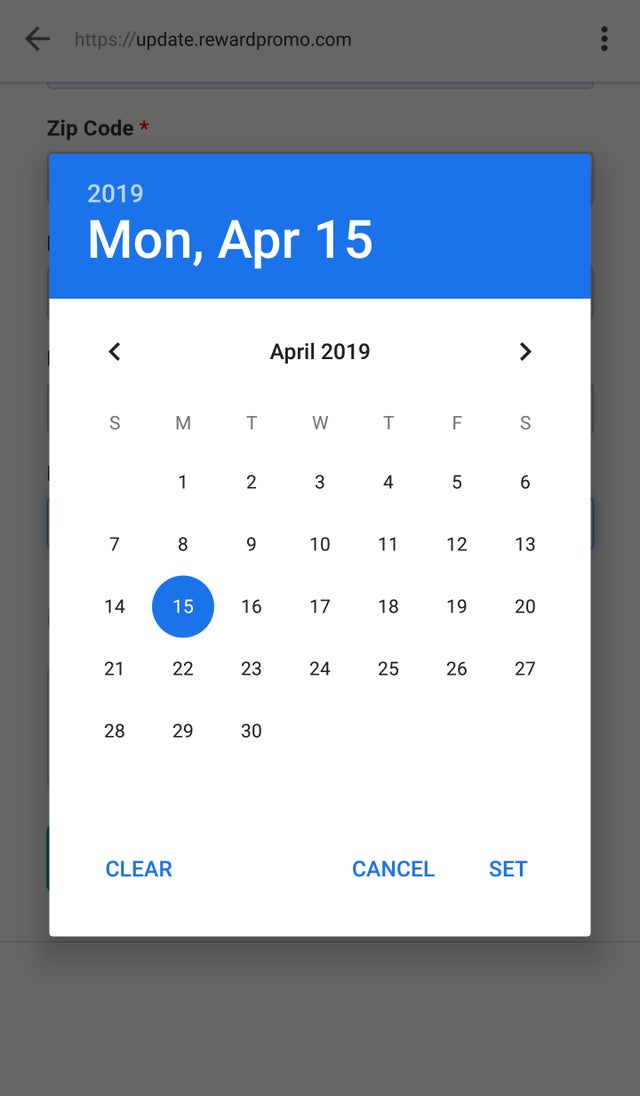 https://update.rewardpromo.com
Zip Code *
2019
Mon, Apr 15
April 2019
S M T W T F S
1 2 3 4 5 6
7 8 9 10 11 12 13
14 15 16 17 18 19 20
21 22 23 24 25 26 27
28 29 30
CLEAR CANCEL SET